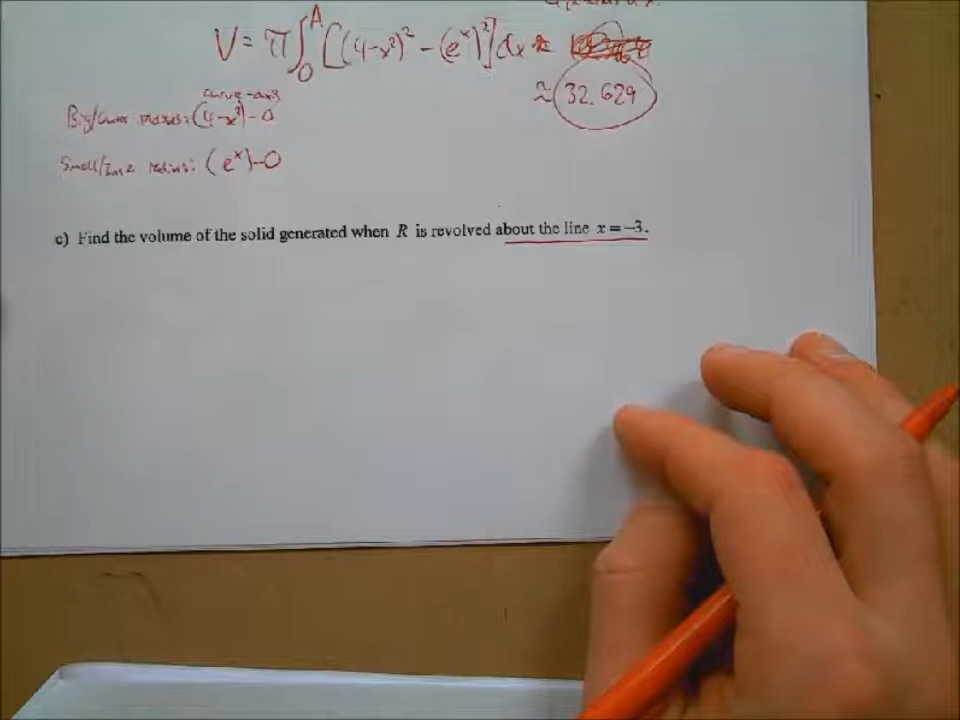 V = π ∫₀ᴬ [(4-x²)² - (eˣ)²] dx ≈
≈ 32.629
curve - axis
Big/outer radius: (4-x²)-0
Small/Inner radius: (eˣ)-0
c) Find the volume of the solid generated when R is revolved about the line x = -3.